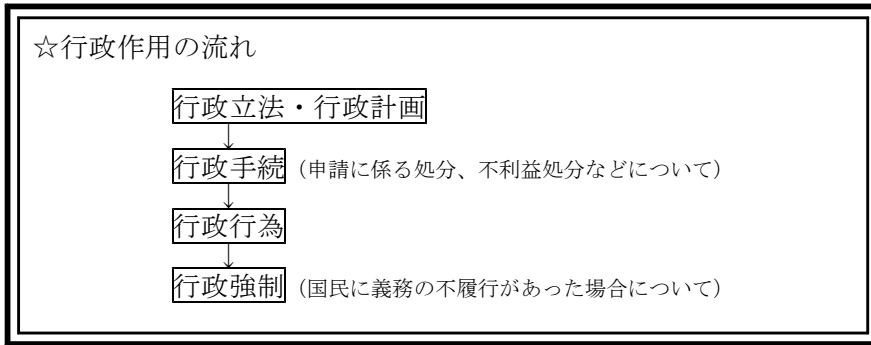 ☆行政作用の流れ
行政立法・行政計画
行政手続（申請に係る処分、不利益処分などについて）
行政行為
行政強制（国民に義務の不履行があった場合について）